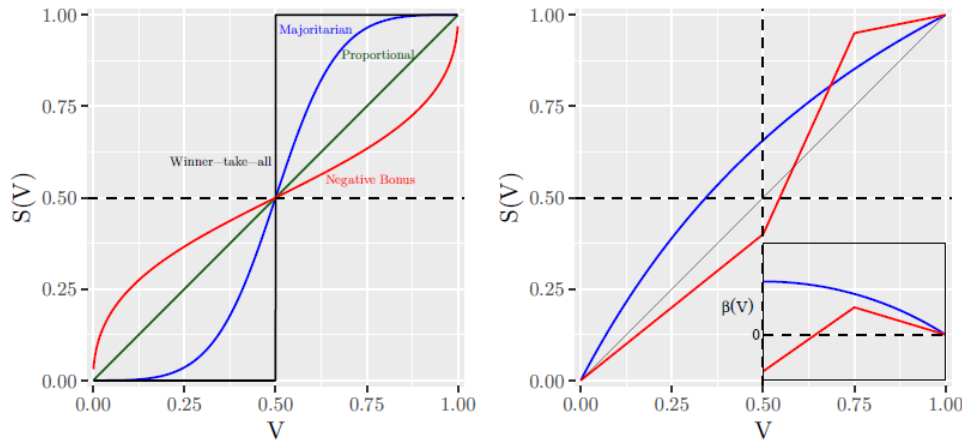 1.00
0.75
0.50
0.25
0.00
S(V)
Majoritarian
Proportional
Winner–take–all
Negative Bonus
0.00 0.25 0.50 0.75 1.00
V
1.00
0.75
0.50
0.25
0.00
S(V)
β(V)
0
0.00 0.25 0.50 0.75 1.00
V